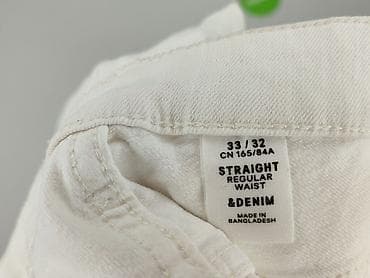 33 / 32
CN 165/84A
STRAIGHT
REGULAR
WAIST
&DENIM
MADE IN
BANGLADESH